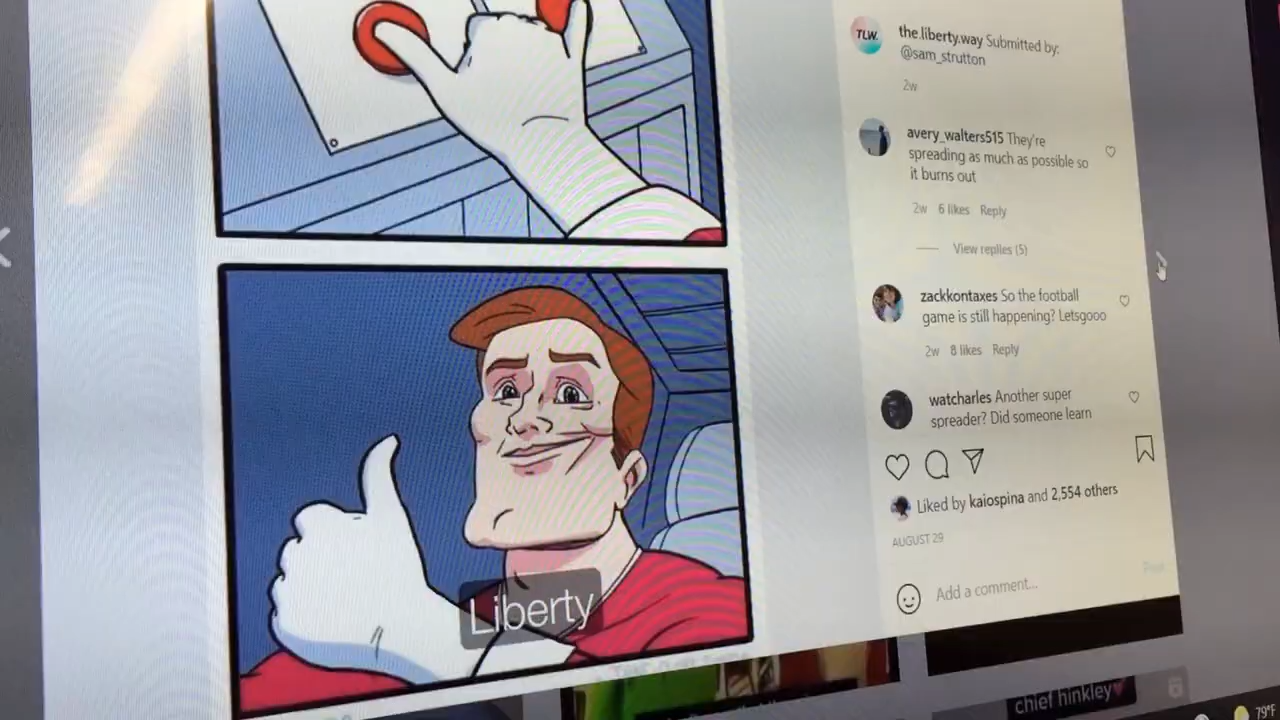 TLW.
the.liberty.way Submitted by:
@sam_strutton
2w
avery_walters515 They're
spreading as much as possible so
it burns out
2w 6 likes Reply
View replies (5)
zackkontaxes So the football
game is still happening? Letsgooo
2w 8 likes Reply
watcharles Another super
spreader? Did someone learn
Liked by kaiospina and 2,554 others
AUGUST 29
Add a comment...
Post
Liberty
chief hinkley
79°F